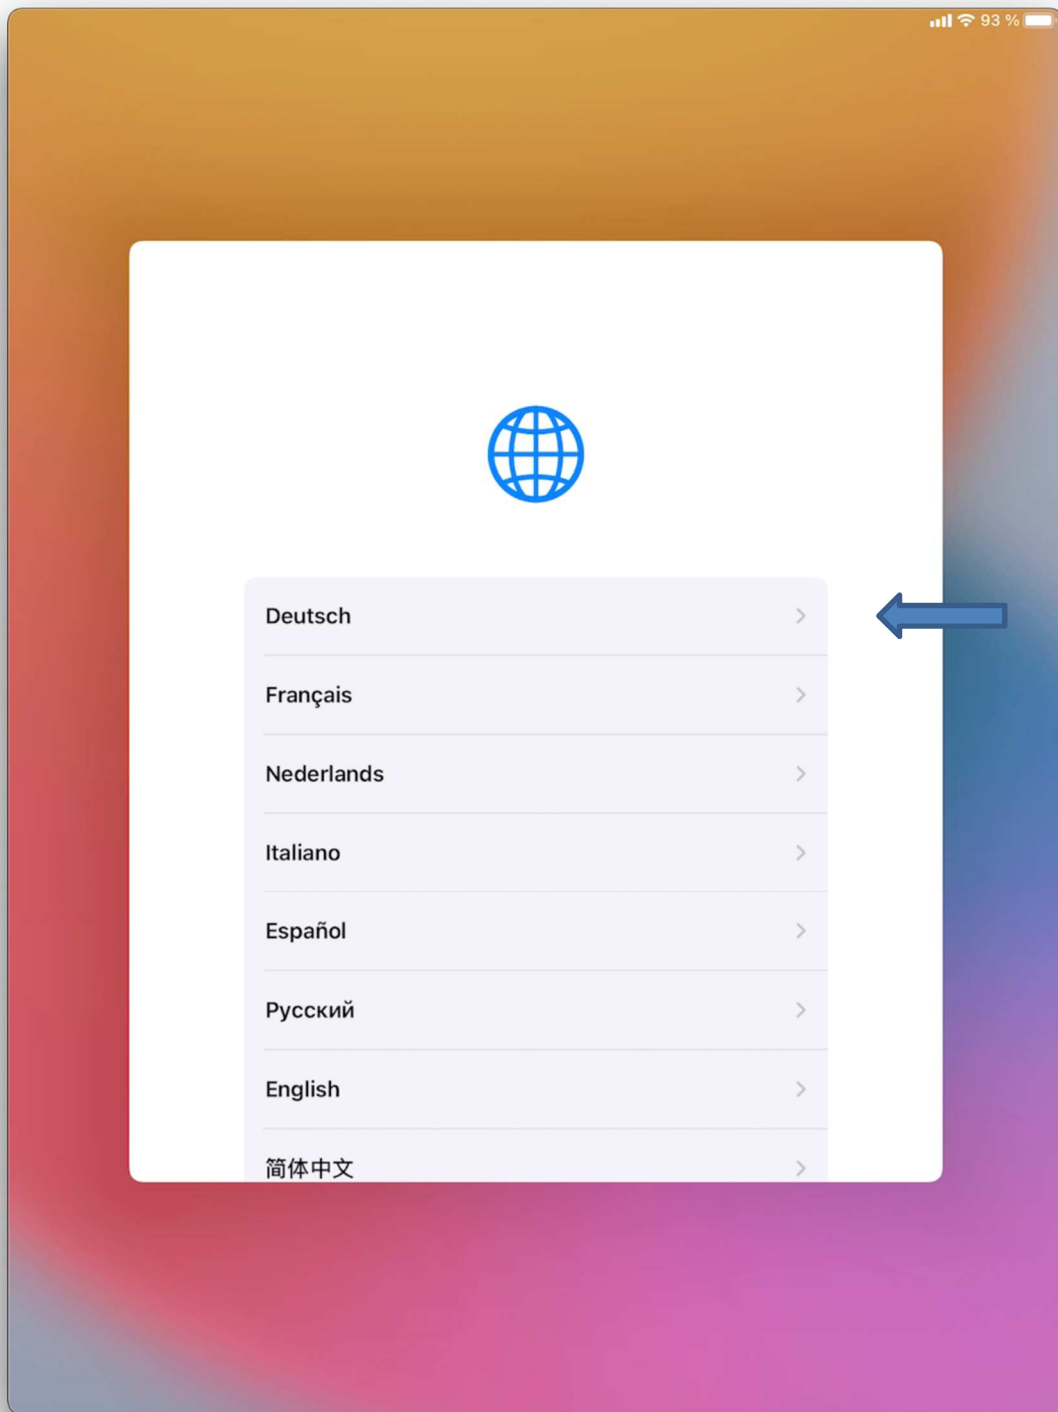 93 %
Deutsch
Français
Nederlands
Italiano
Español
Русский
English
简体中文